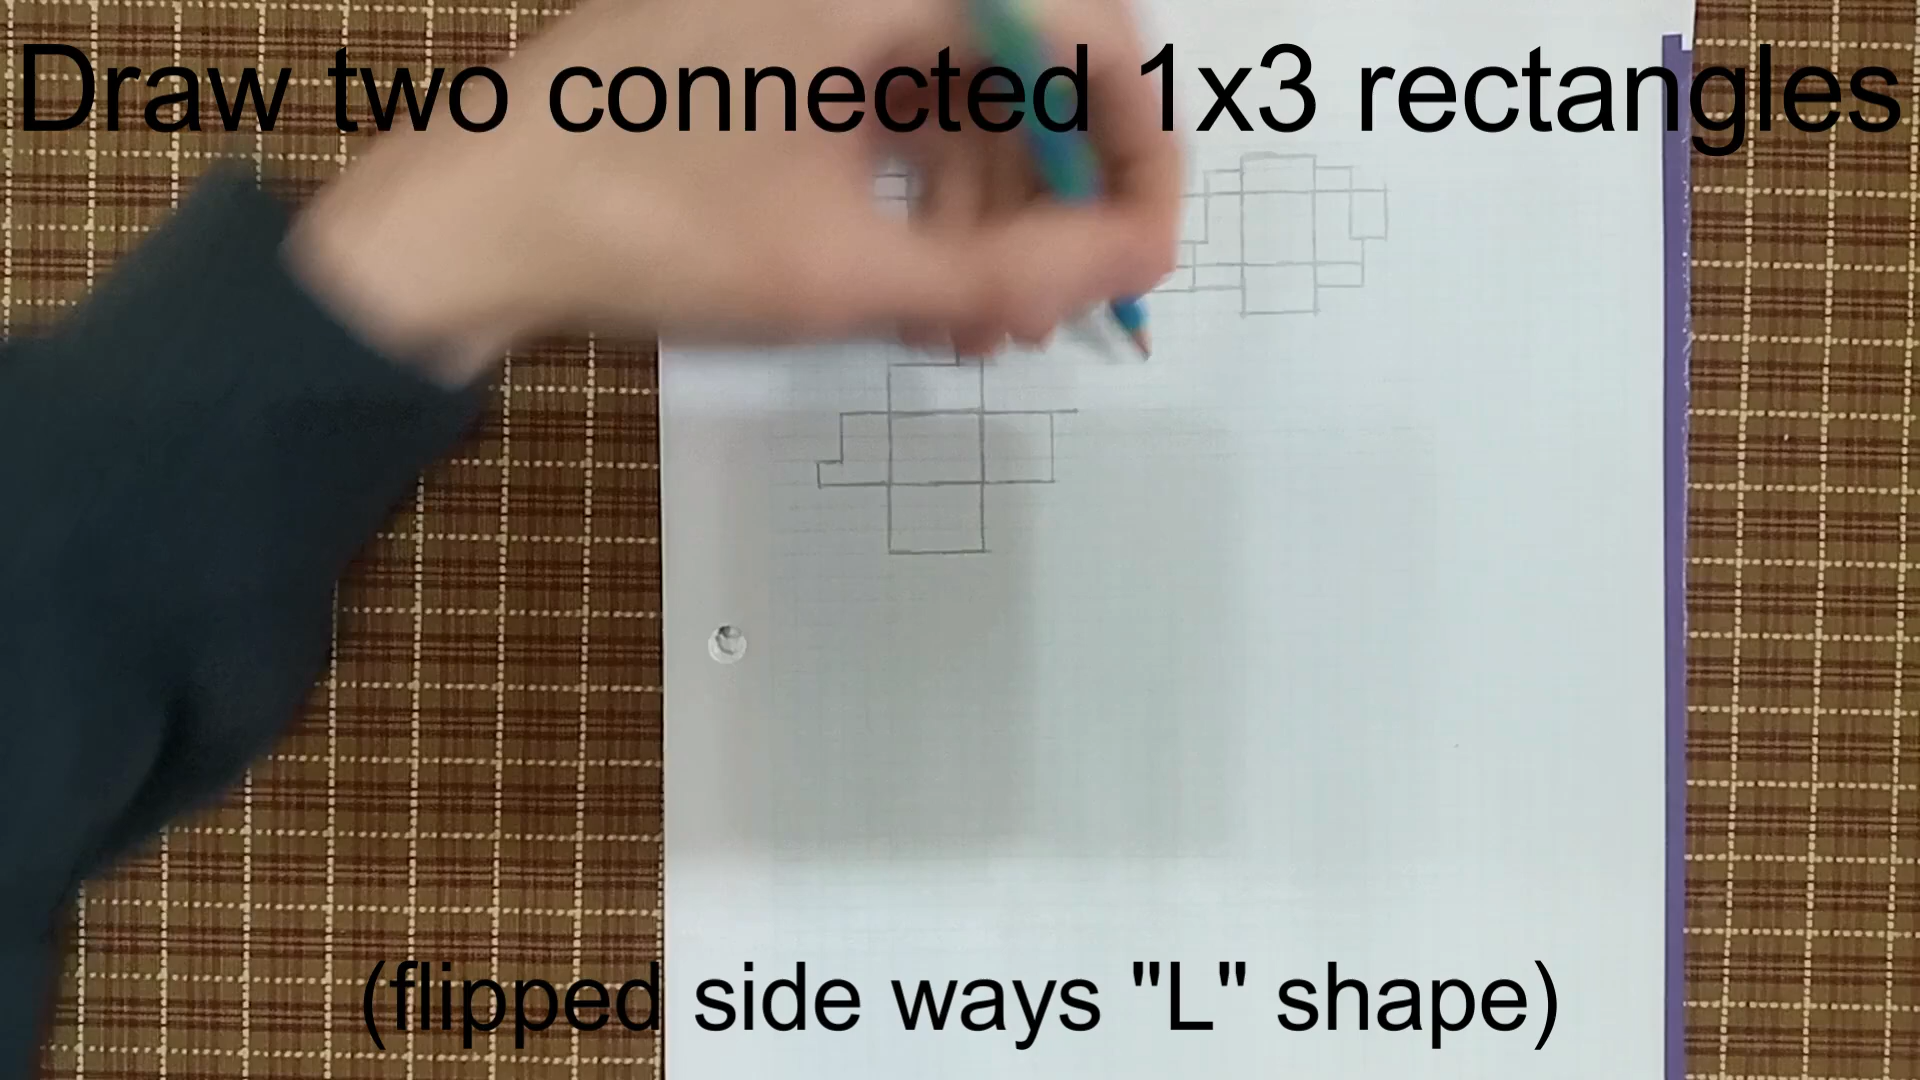 Draw two connected 1x3 rectangles
(flipped side ways "L" shape)